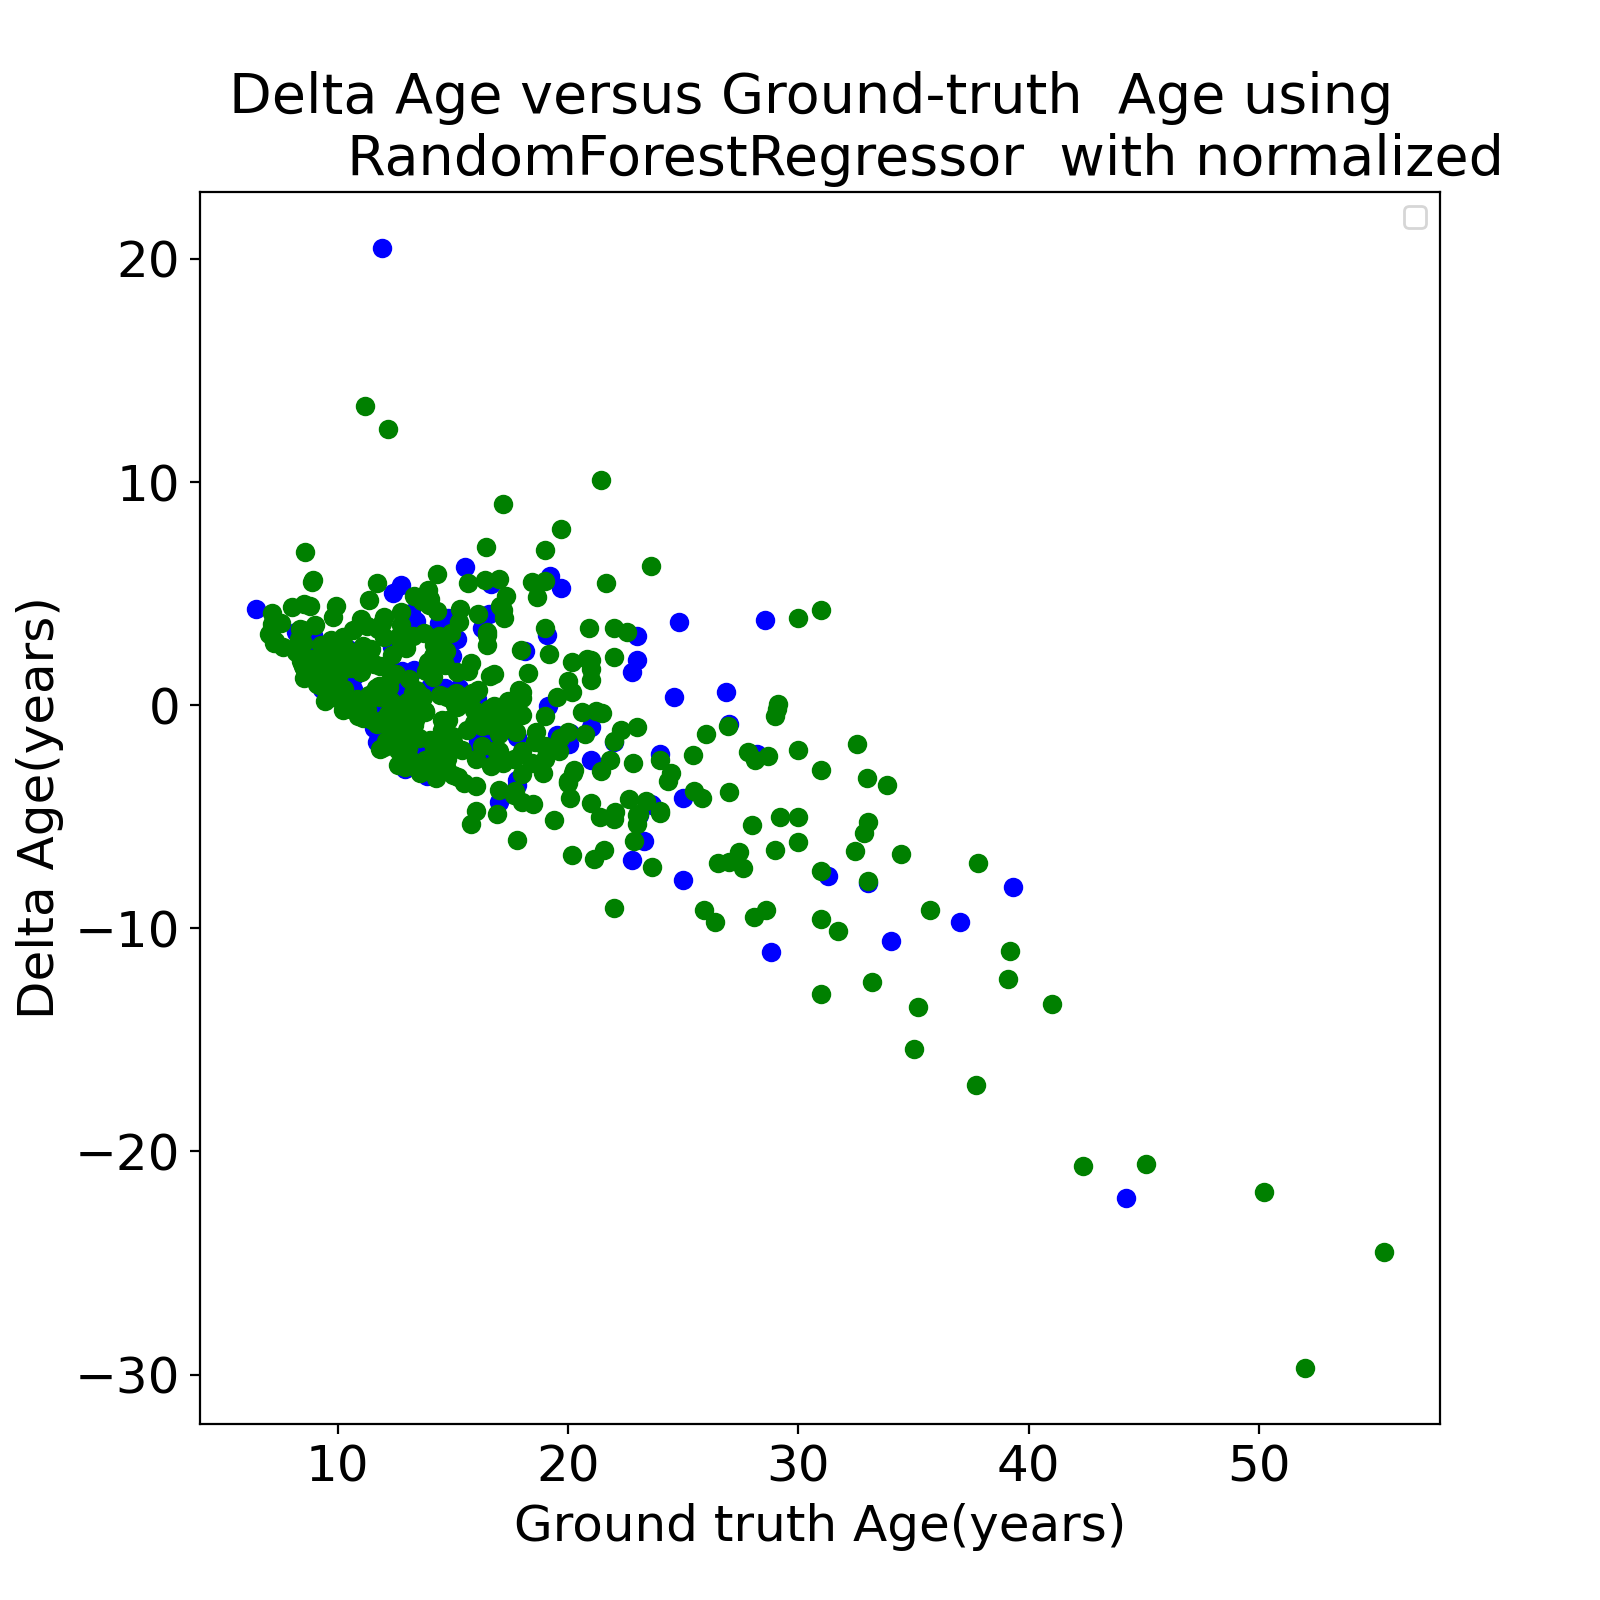 Delta Age versus Ground-truth  Age using
RandomForestRegressor  with normalized
20
10
0
−10
−20
−30
Delta Age(years)
10 20 30 40 50
Ground truth Age(years)